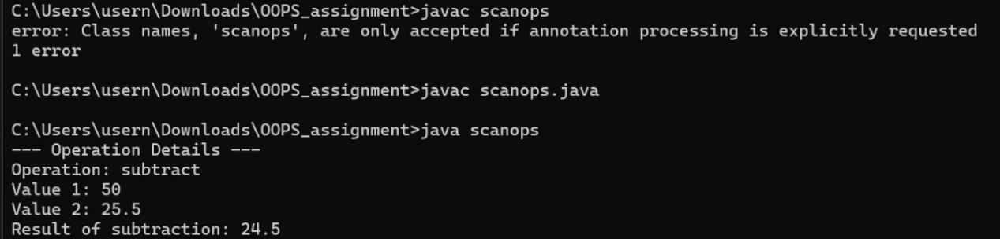 C:\Users\usern\Downloads\OOPS_assignment>javac scanops
error: Class names, 'scanops', are only accepted if annotation processing is explicitly requested
1 error
C:\Users\usern\Downloads\OOPS_assignment>javac scanops.java
C:\Users\usern\Downloads\OOPS_assignment>java scanops
--- Operation Details ---
Operation: subtract
Value 1: 50
Value 2: 25.5
Result of subtraction: 24.5